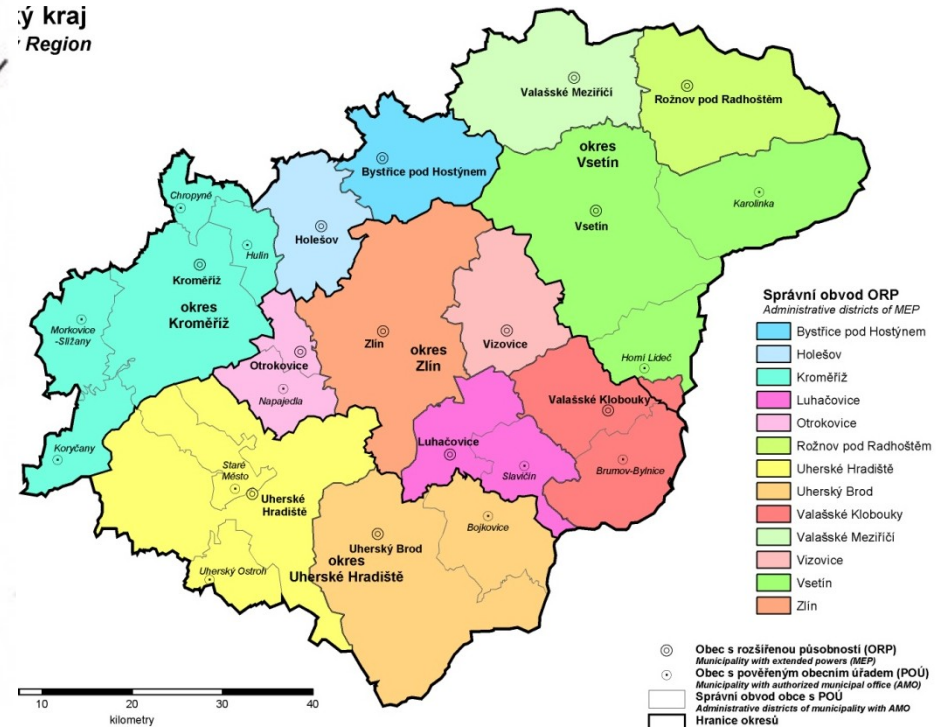 ý kraj
Region
Valašské Meziříčí
Rožnov pod Radhoštěm
okres
Vsetín
Bystřice pod Hostýnem
Karolinka
Chropyně
Vsetín
Holešov
Hulín
Kroměříž
okres
Kroměříž
Morkovice
-Slížany
Zlín
okres
Zlín
Vizovice
Otrokovice
Napajedla
Horní Lideč
Valašské Klobouky
Luhačovice
Koryčany
Staré
Město
Slavičín
Brumov-Bylnice
Uherské
Hradiště
Bojkovice
Uherský Brod
okres
Uherské Hradiště
Uherský Ostroh
Správní obvod ORP
Administrative districts of MEP
Bystřice pod Hostýnem
Holešov
Kroměříž
Luhačovice
Otrokovice
Rožnov pod Radhoštěm
Uherské Hradiště
Uherský Brod
Valašské Klobouky
Valašské Meziříčí
Vizovice
Vsetín
Zlín
Obec s rozšířenou působností (ORP)
Municipality with extended powers (MEP)
Obec s pověřeným obecním úřadem (POÚ)
Municipality with authorized municipal office (AMO)
Správní obvod obce s POÚ
Administrative districts of municipality with AMO
Hranice okresů
10 20 30 40
kilometry